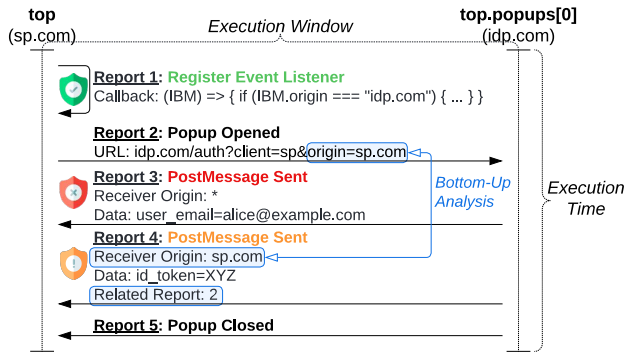 top
Execution Window
top.popups[0]
(sp.com)
(idp.com)
Report 1: Register Event Listener
Callback: (IBM) => { if (IBM.origin === "idp.com") { ... } }
Report 2: Popup Opened
URL: idp.com/auth?client=sp&origin=sp.com
Report 3: PostMessage Sent
Receiver Origin: *
Data: user_email=alice@example.com
Bottom-Up
Analysis
Execution
Time
Report 4: PostMessage Sent
Receiver Origin: sp.com
Data: id_token=XYZ
Related Report: 2
Report 5: Popup Closed